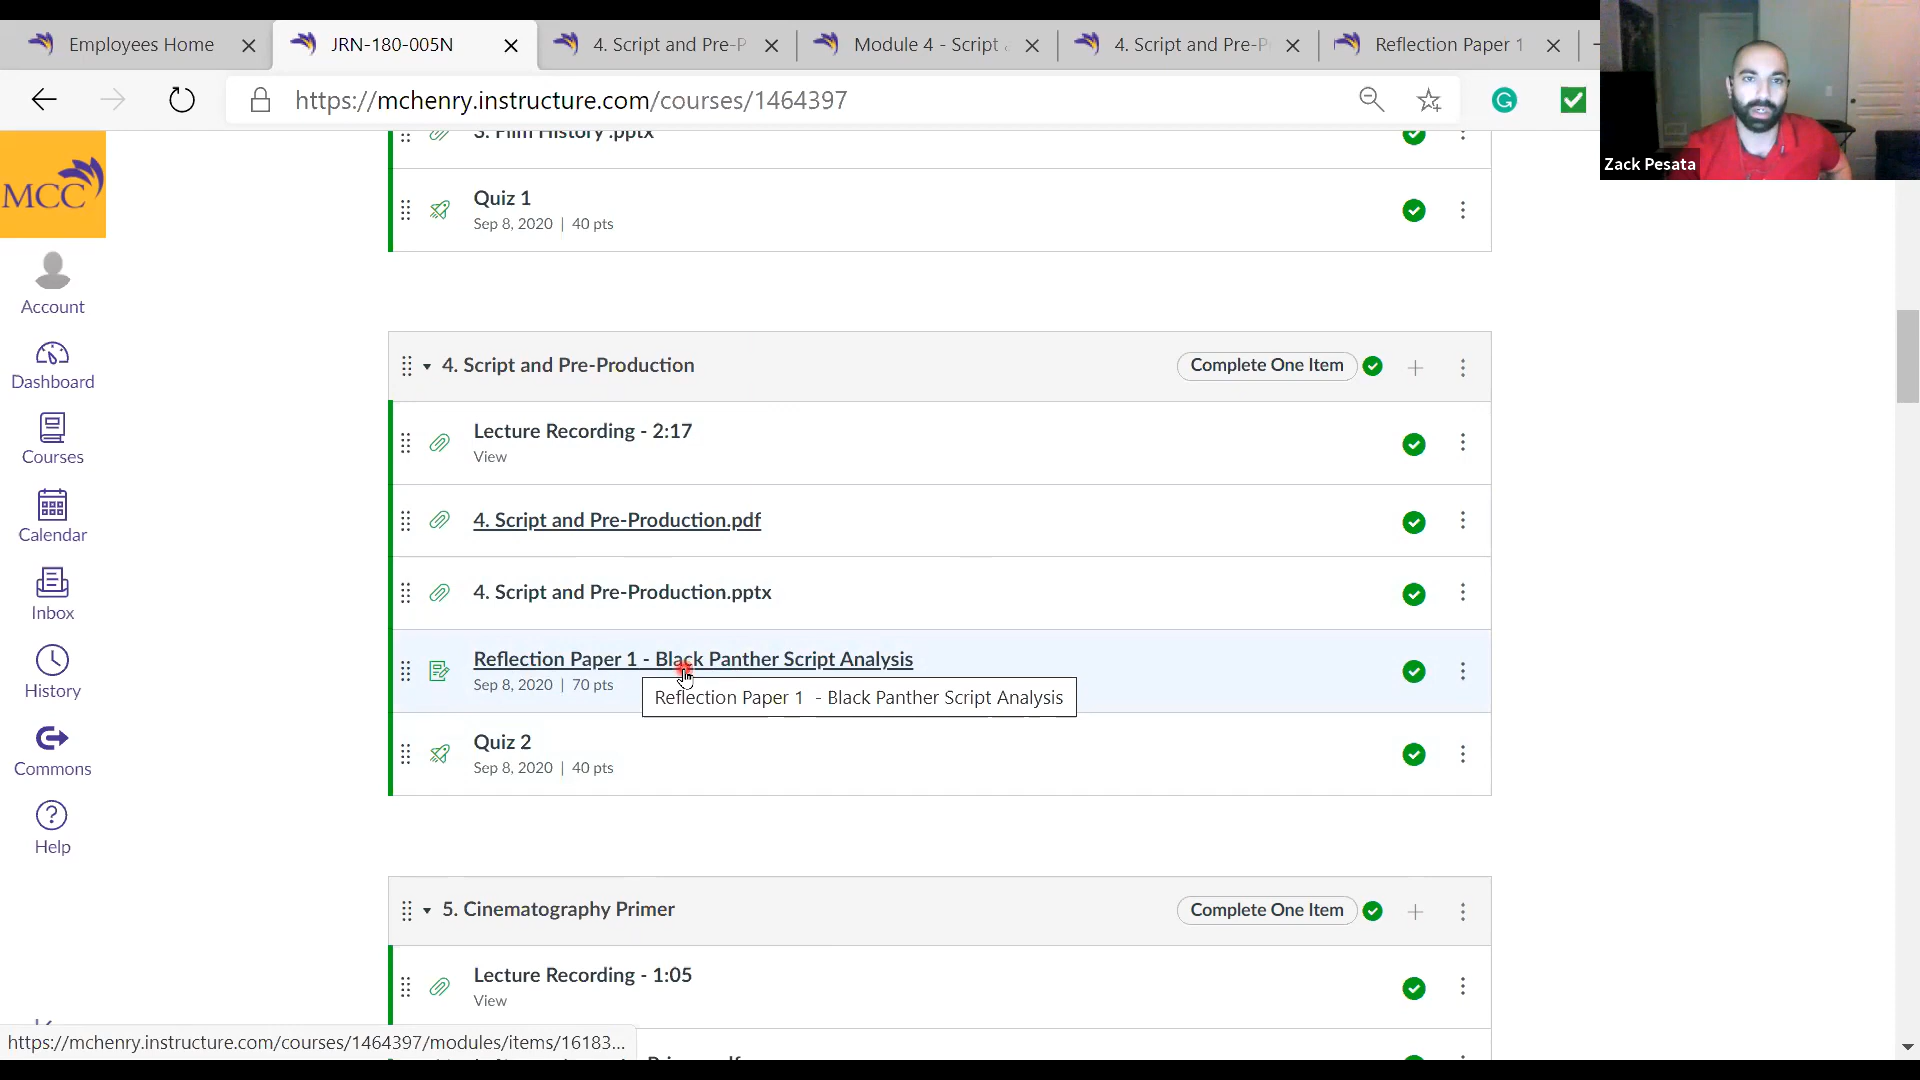 Employees Home
JRN-180-005N
4. Script and Pre-P
Module 4 - Script
4. Script and Pre-P
Reflection Paper 1
https://mchenry.instructure.com/courses/1464397
Zack Pesata
MCC
Account
Dashboard
Courses
Calendar
Inbox
History
Commons
Help
3. Film History .pptx
Quiz 1
Sep 8, 2020 | 40 pts
4. Script and Pre-Production
Complete One Item
Lecture Recording - 2:17
View
4. Script and Pre-Production.pdf
4. Script and Pre-Production.pptx
Reflection Paper 1 - Black Panther Script Analysis
Sep 8, 2020 | 70 pts
Reflection Paper 1 - Black Panther Script Analysis
Quiz 2
Sep 8, 2020 | 40 pts
5. Cinematography Primer
Complete One Item
Lecture Recording - 1:05
View
https://mchenry.instructure.com/courses/1464397/modules/items/16183...